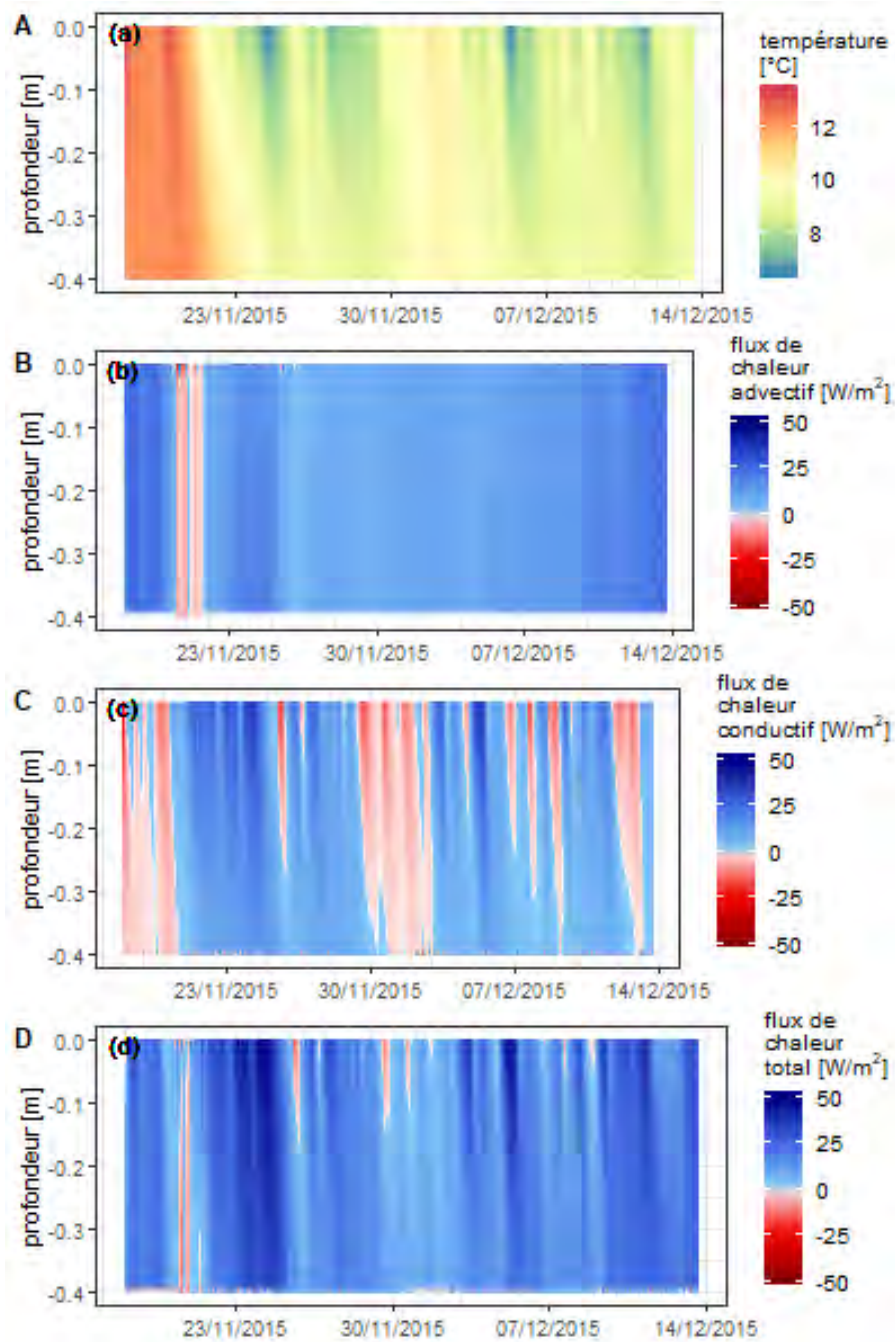 A
(a)
0.0
-0.1
-0.2
-0.3
-0.4
profondeur [m]
23/11/2015
30/11/2015
07/12/2015
14/12/2015
température
[°C]
12
10
8
B
(b)
0.0
-0.1
-0.2
-0.3
-0.4
profondeur [m]
23/11/2015
30/11/2015
07/12/2015
14/12/2015
flux de
chaleur
advectif [W/m²]
50
25
0
-25
-50
C
(c)
0.0
-0.1
-0.2
-0.3
-0.4
profondeur [m]
23/11/2015
30/11/2015
07/12/2015
14/12/2015
flux de
chaleur
conductif [W/m²]
50
25
0
-25
-50
D
(d)
0.0
-0.1
-0.2
-0.3
-0.4
profondeur [m]
23/11/2015
30/11/2015
07/12/2015
14/12/2015
flux de
chaleur
total [W/m²]
50
25
0
-25
-50